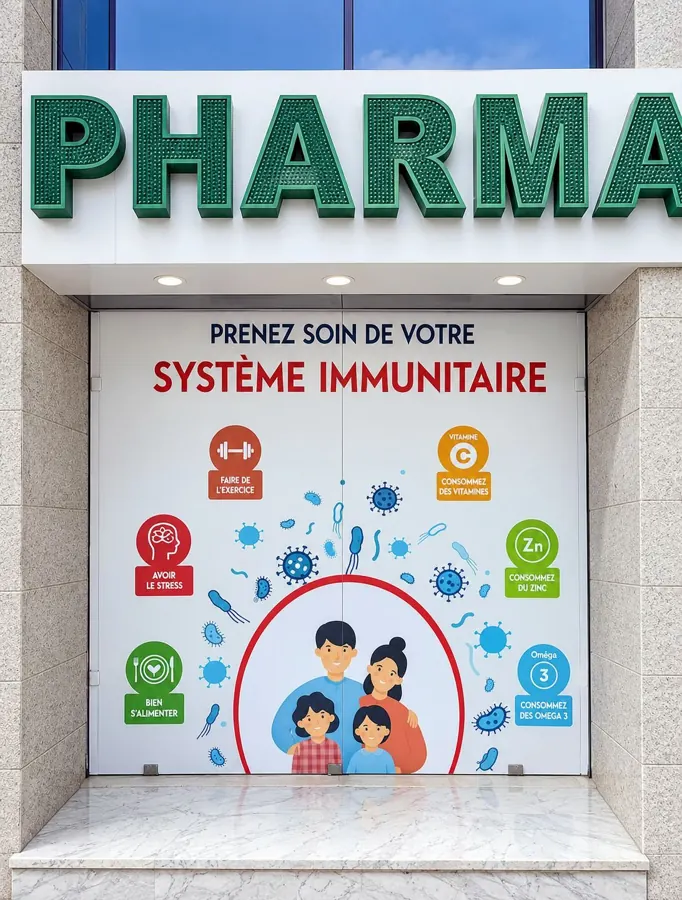 PHARMA
PRENEZ SOIN DE VOTRE
SYSTÈME IMMUNITAIRE
FAIRE DE
L'EXERCICE
VITAMINE
C
CONSOMMEZ
DES VITAMINES
AVOIR
LE STRESS
Zn
CONSOMMEZ
DU ZINC
BIEN
S'ALIMENTER
Oméga
3
CONSOMMEZ
DES OMEGA 3